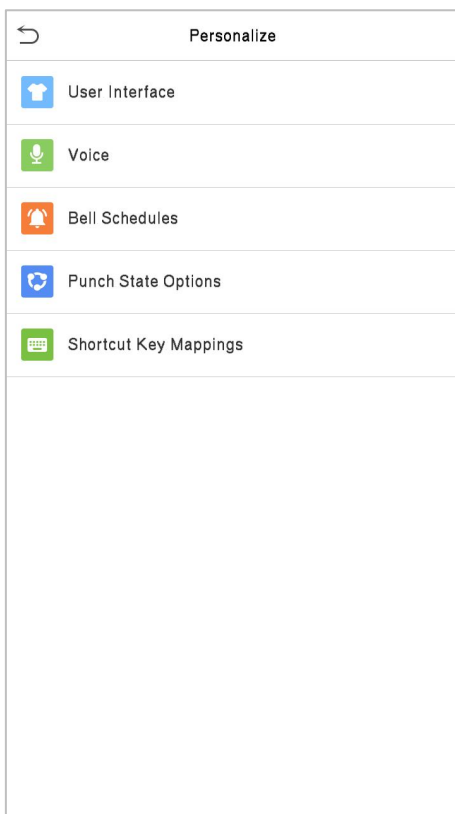 Personalize
User Interface
Voice
Bell Schedules
Punch State Options
Shortcut Key Mappings